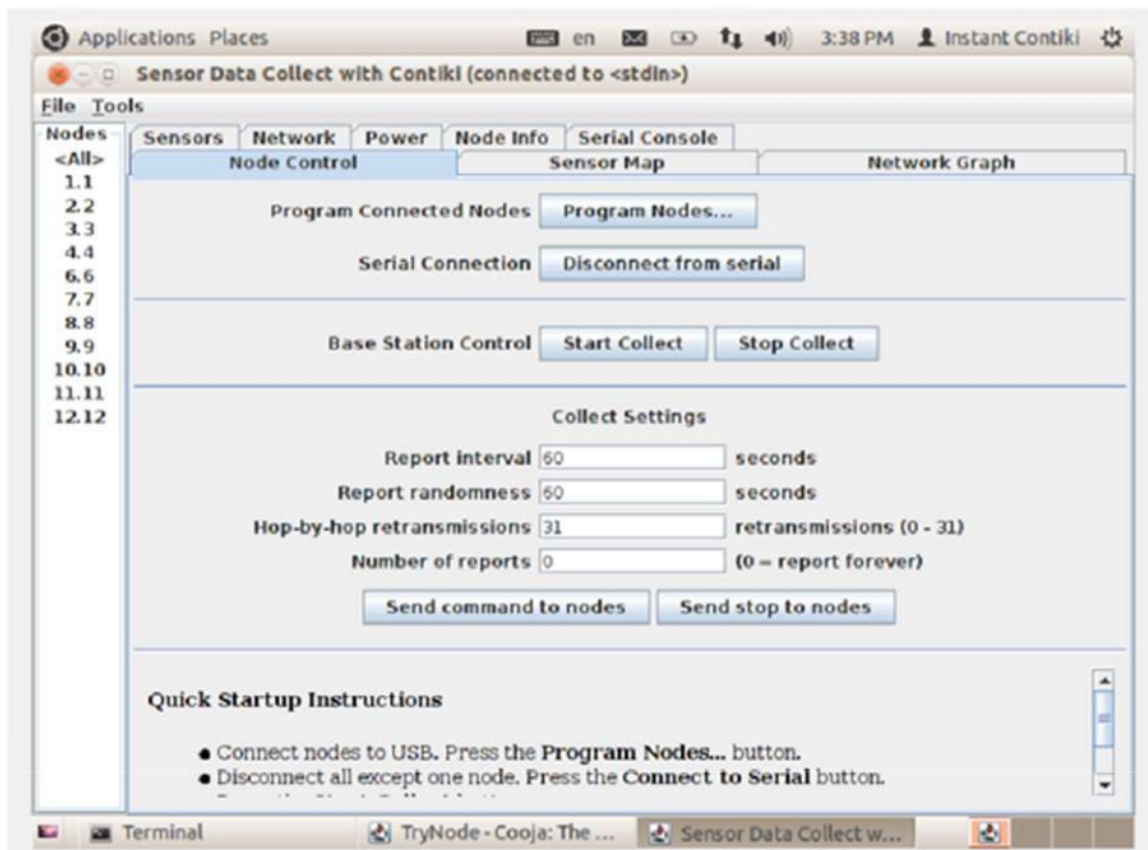 Applications Places en 3:38 PM Instant Contiki
Sensor Data Collect with Contiki (connected to <stdin>)
File Tools
Nodes
<All>
1.1
2.2
3.3
4.4
6.6
7.7
8.8
9.9
10.10
11.11
12.12
Sensors Network Power Node Info Serial Console
Node Control Sensor Map Network Graph
Program Connected Nodes Program Nodes...
Serial Connection Disconnect from serial
Base Station Control Start Collect Stop Collect
Collect Settings
Report interval 60 seconds
Report randomness 60 seconds
Hop-by-hop retransmissions 31 retransmissions (0 - 31)
Number of reports 0 (0 = report forever)
Send command to nodes Send stop to nodes
Quick Startup Instructions
• Connect nodes to USB. Press the Program Nodes... button.
• Disconnect all except one node. Press the Connect to Serial button.
Terminal TryNode - Cooja: The ... Sensor Data Collect w...